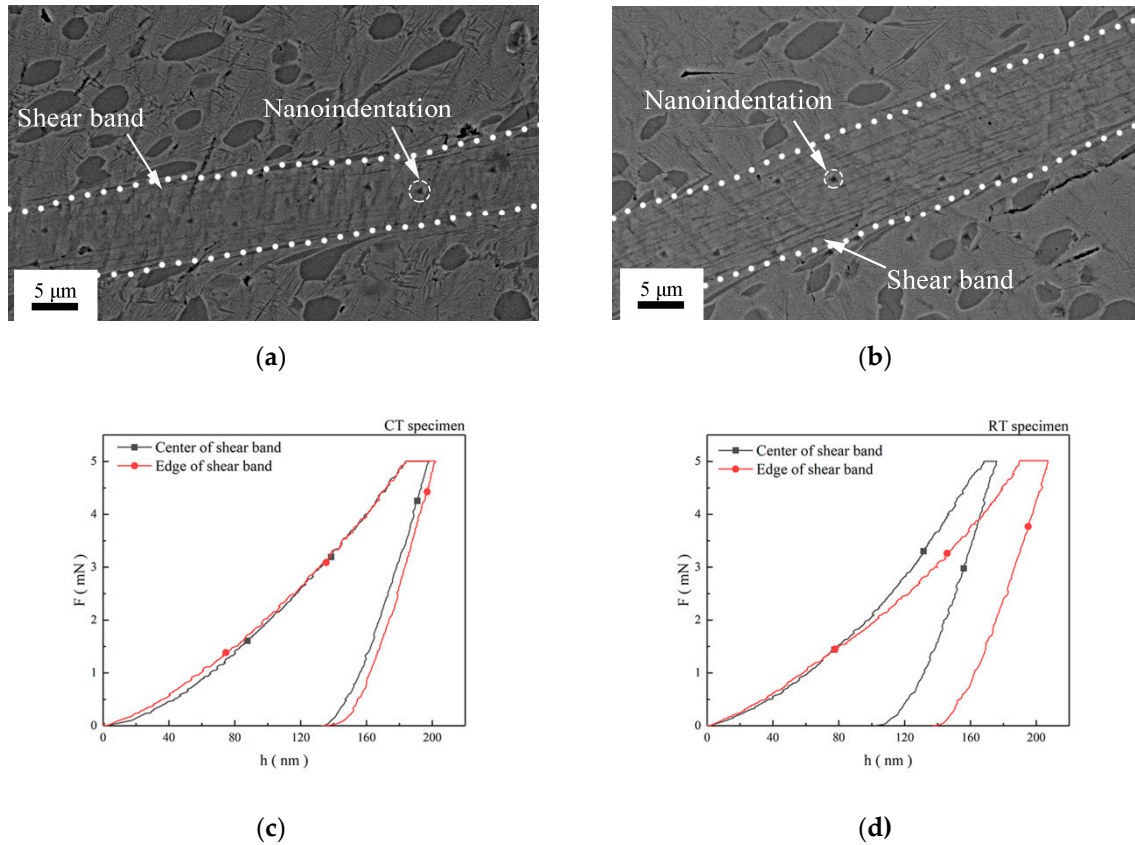 Shear band
Nanoindentation
5 μm
Nanoindentation
Shear band
5 μm
(a)
(b)
CT specimen
Center of shear band
Edge of shear band
5
4
3
2
1
0
F ( mN )
0 40 80 120 160 200
h ( nm )
RT specimen
Center of shear band
Edge of shear band
5
4
3
2
1
0
F ( mN )
0 40 80 120 160 200
h ( nm )
(c)
(d)